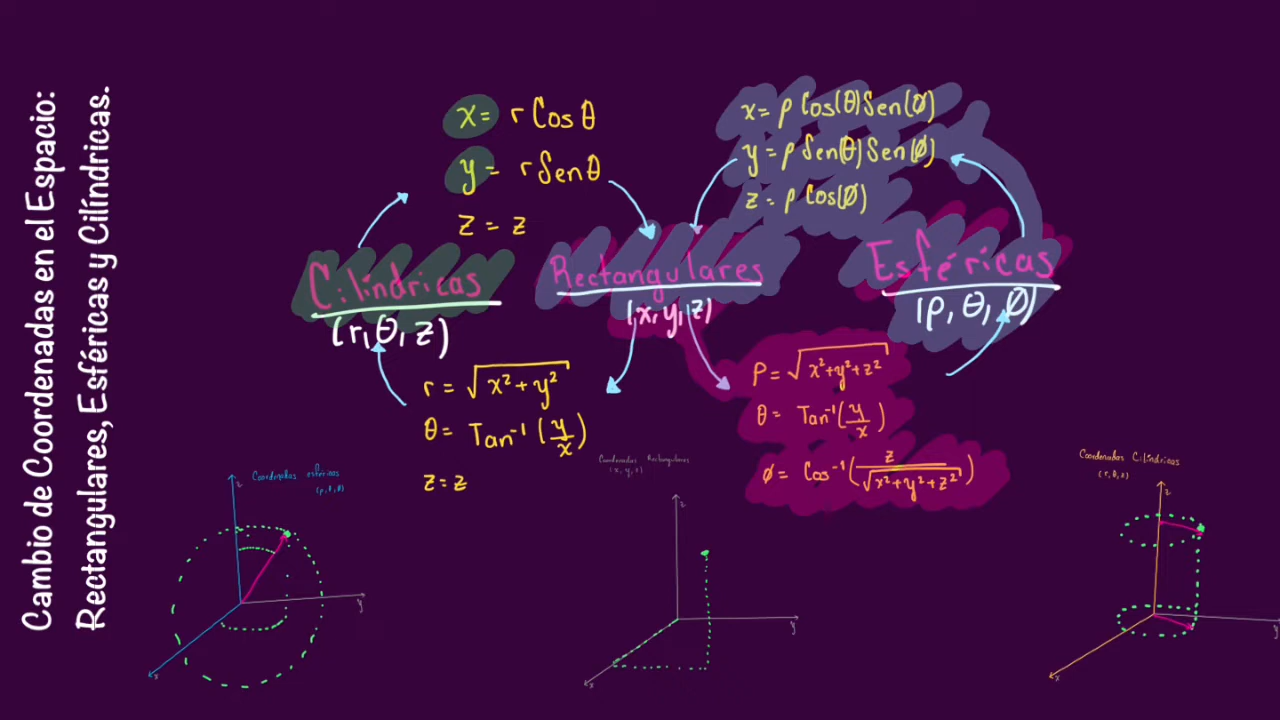 Cambio de Coordenadas en el Espacio:
Rectangulares, Esféricas y Cilíndricas.
x= r Cos θ
y= r Sen θ
z = z
x= ρ Cos(θ)Sen(Ø)
y= ρ Sen(θ)Sen(Ø)
z= ρ Cos(Ø)
Cilíndricas
(r, θ, z)
Rectangulares
(x, y, z)
Esféricas
(ρ, θ, Ø)
r = √x²+y²
θ = Tan⁻¹(y/x)
z = z
ρ = √x²+y²+z²
θ = Tan⁻¹(y/x)
Ø = Cos⁻¹(z/√x²+y²+z²)
Coordenadas esféricas
(ρ, θ, Ø)
z
y
x
Coordenadas Rectangulares
(x, y, z)
z
y
x
Coordenadas Cilíndricas
(r, θ, z)
z
y
x